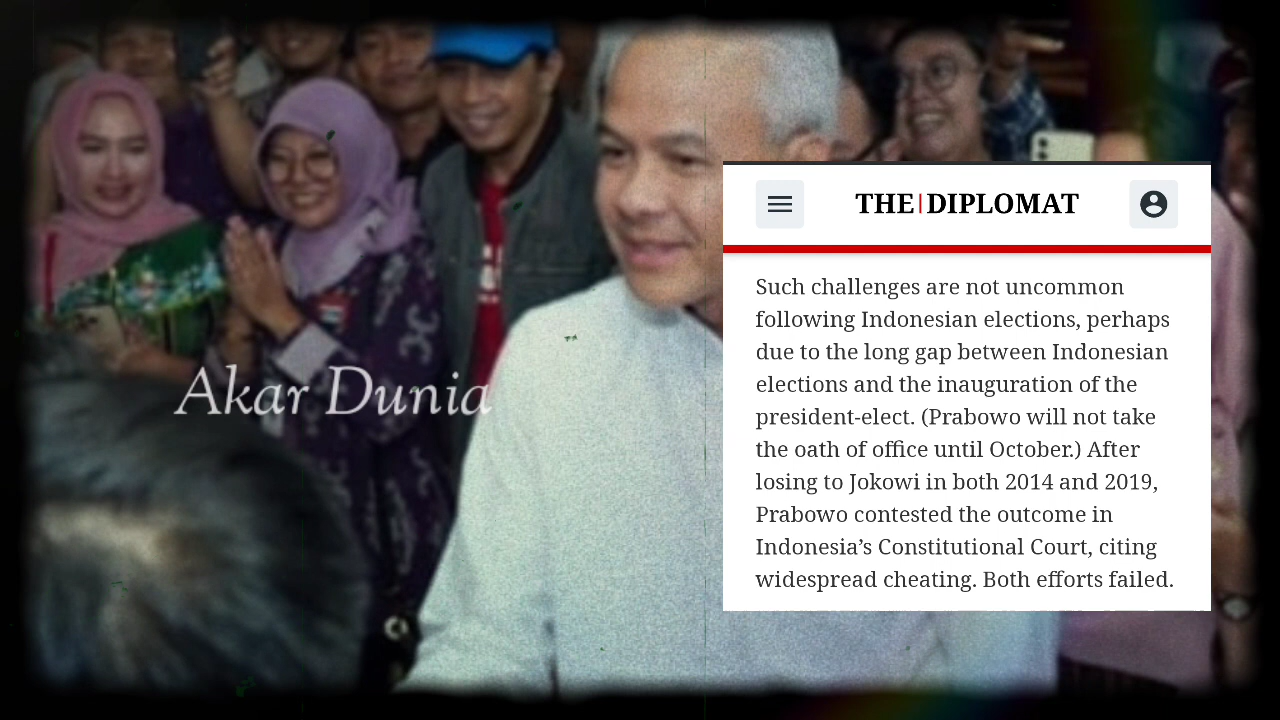 Akar Dunia
THE|DIPLOMAT
Such challenges are not uncommon
following Indonesian elections, perhaps
due to the long gap between Indonesian
elections and the inauguration of the
president-elect. (Prabowo will not take
the oath of office until October.) After
losing to Jokowi in both 2014 and 2019,
Prabowo contested the outcome in
Indonesia’s Constitutional Court, citing
widespread cheating. Both efforts failed.